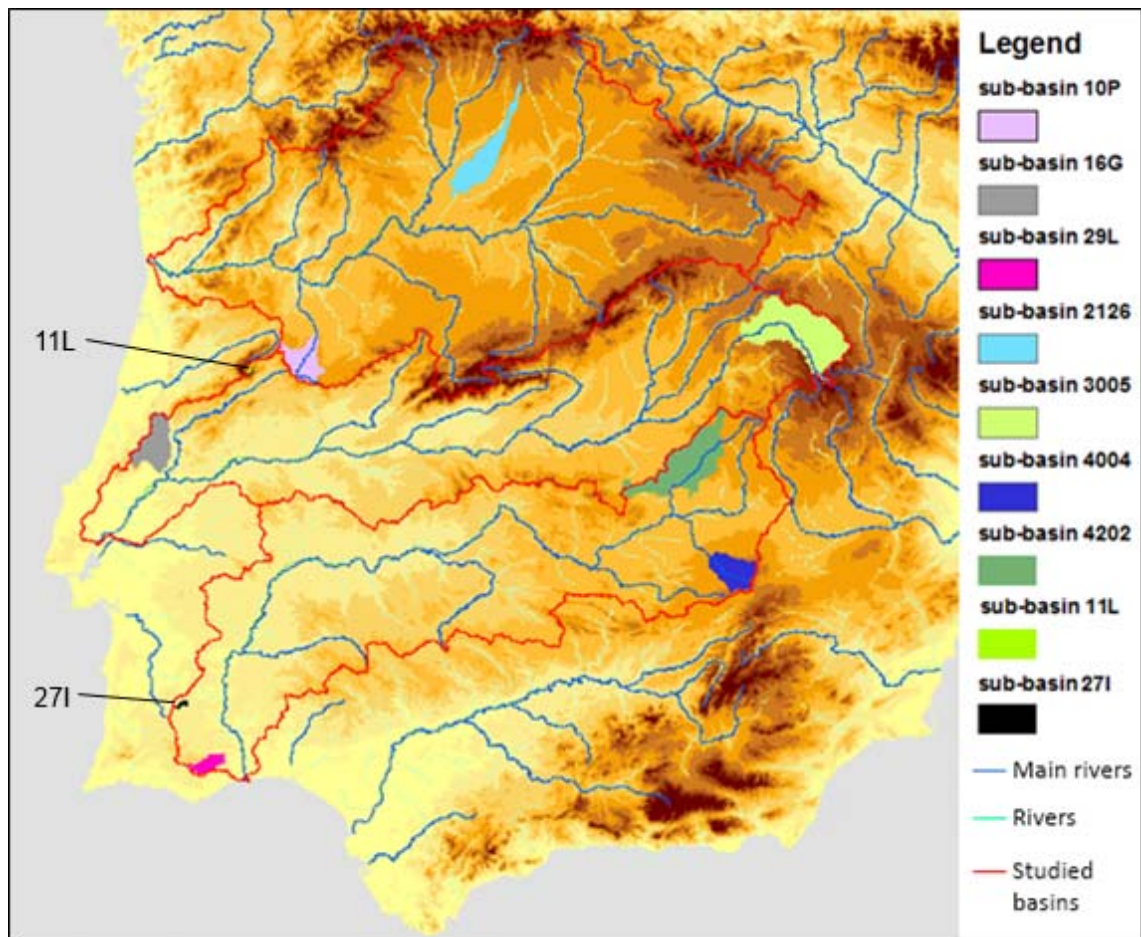 11L
27I
Legend
sub-basin 10P
sub-basin 16G
sub-basin 29L
sub-basin 2126
sub-basin 3005
sub-basin 4004
sub-basin 4202
sub-basin 11L
sub-basin 27I
Main rivers
Rivers
Studied
basins